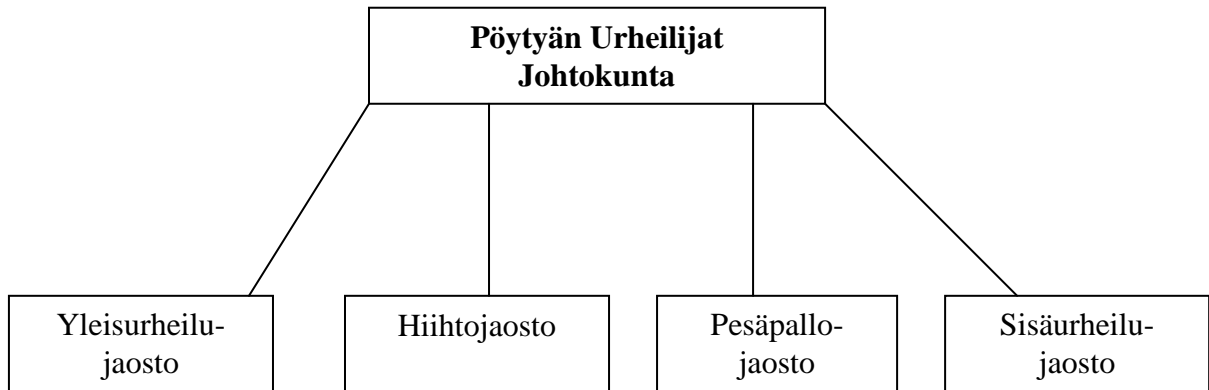 Pöytyän Urheilijat
Johtokunta
Yleisurheilu-
jaosto
Hiihtojaosto
Pesäpallo-
jaosto
Sisäurheilu-
jaosto